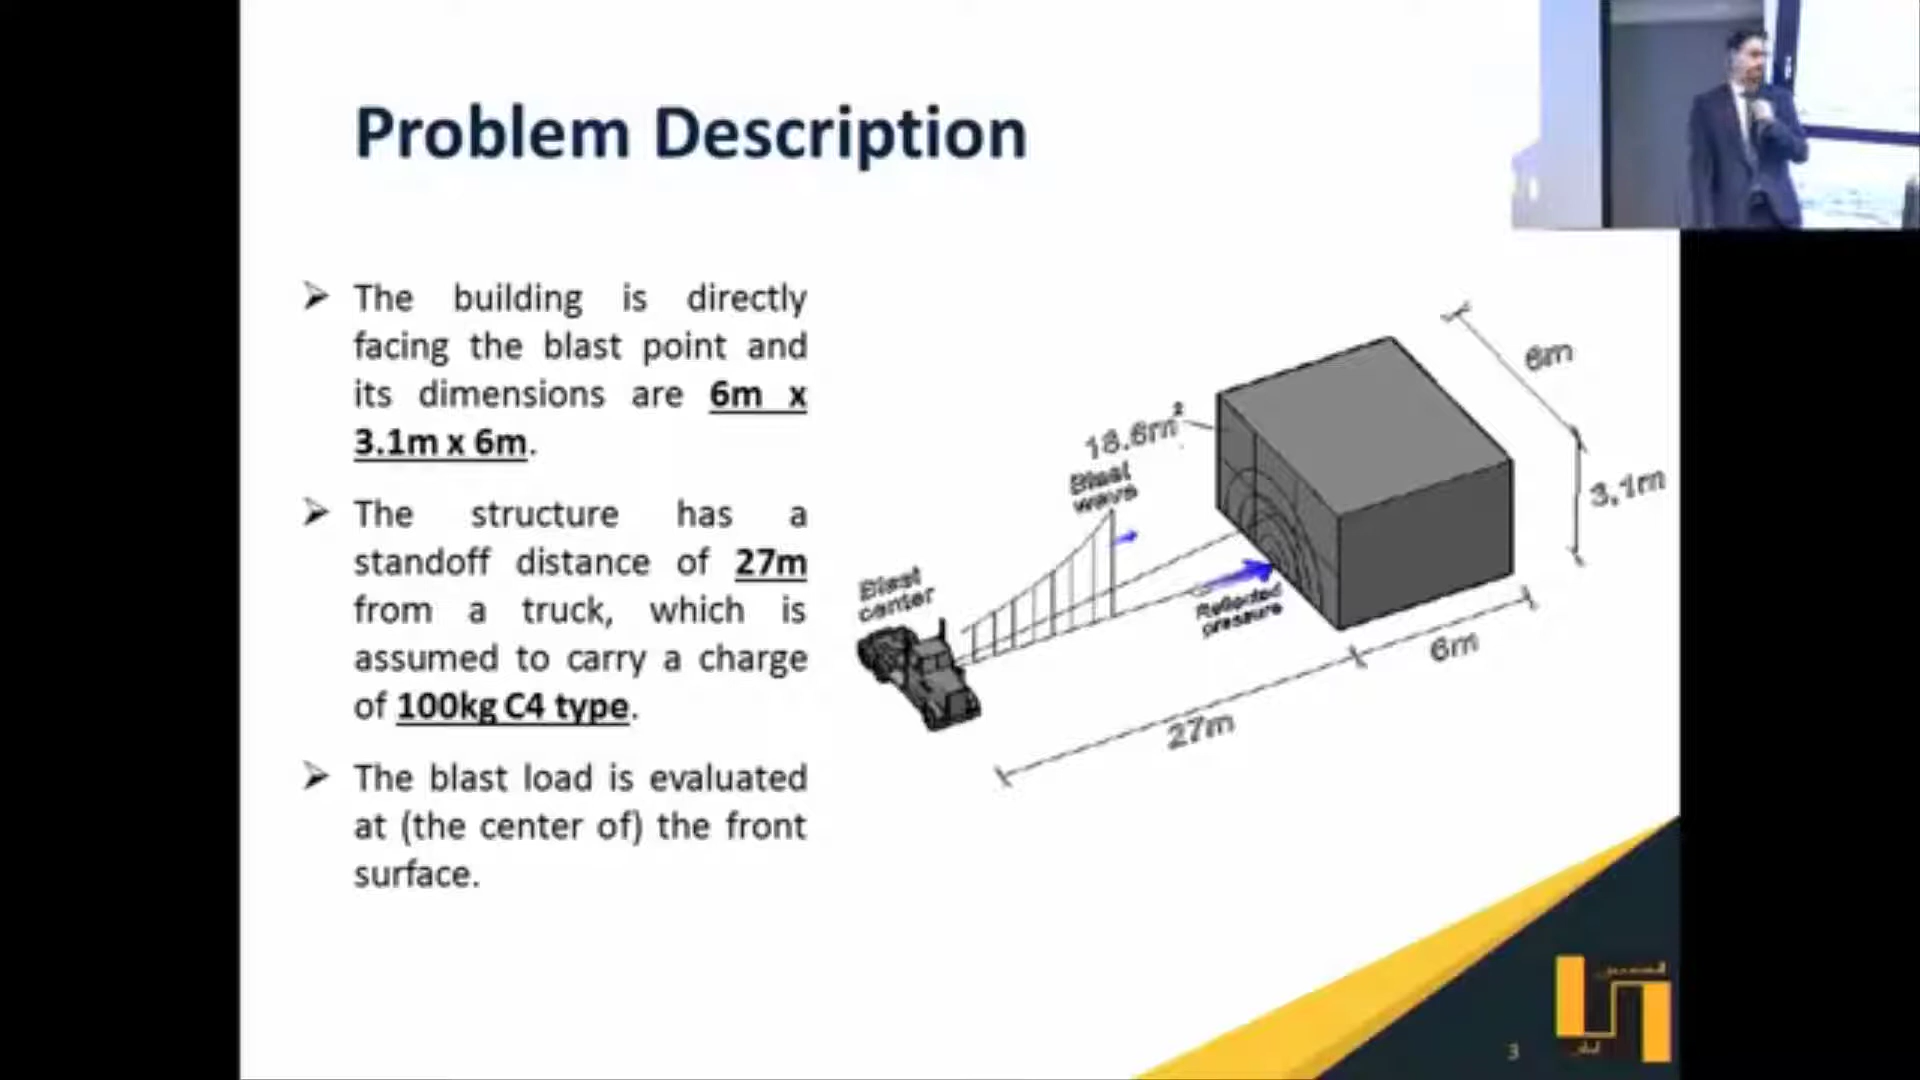 Problem Description
➢ The building is directly
facing the blast point and
its dimensions are 6m x
3.1m x 6m.
➢ The structure has a
standoff distance of 27m
from a truck, which is
assumed to carry a charge
of 100kg C4 type.
➢ The blast load is evaluated
at (the center of) the front
surface.
6m
18.6m²
3,1m
Blast
wave
Blast
center
Reflected
pressure
6m
27m
3